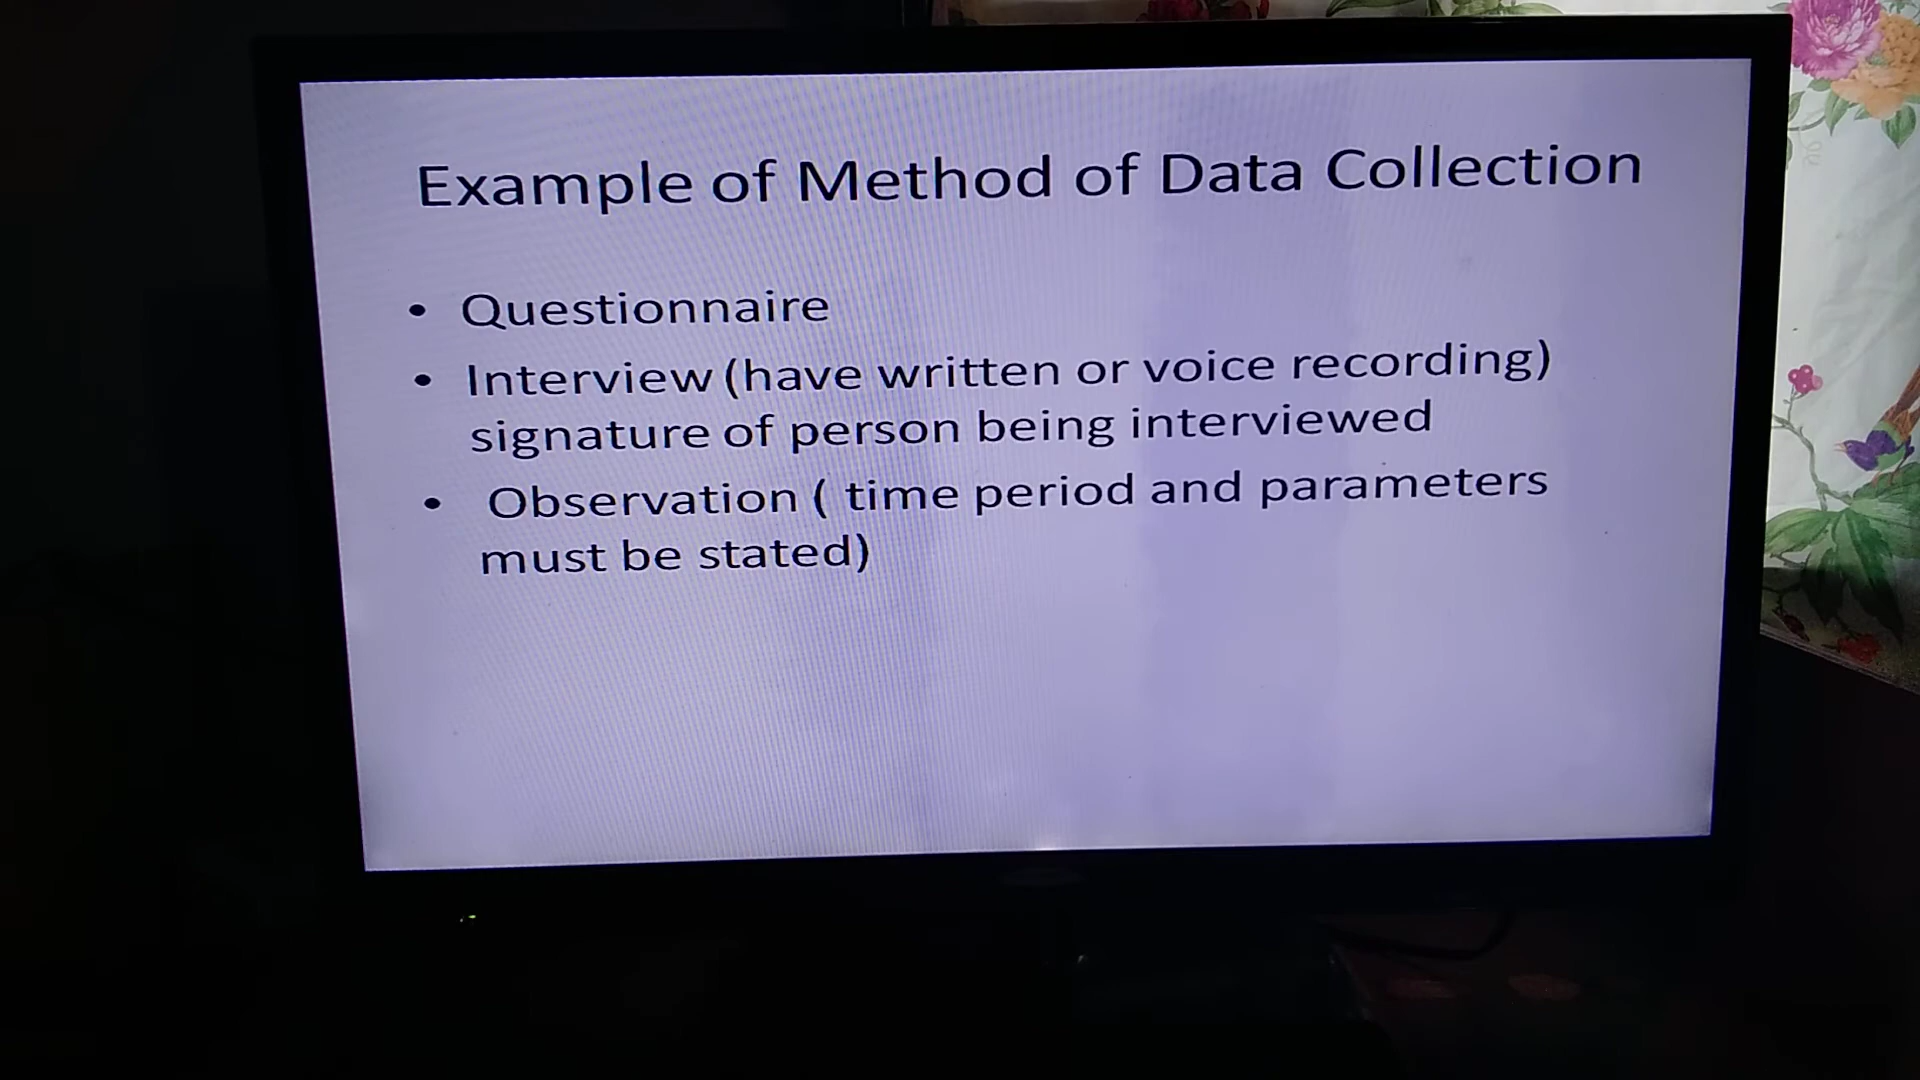 Example of Method of Data Collection
• Questionnaire
• Interview (have written or voice recording)
signature of person being interviewed
• Observation ( time period and parameters
must be stated)